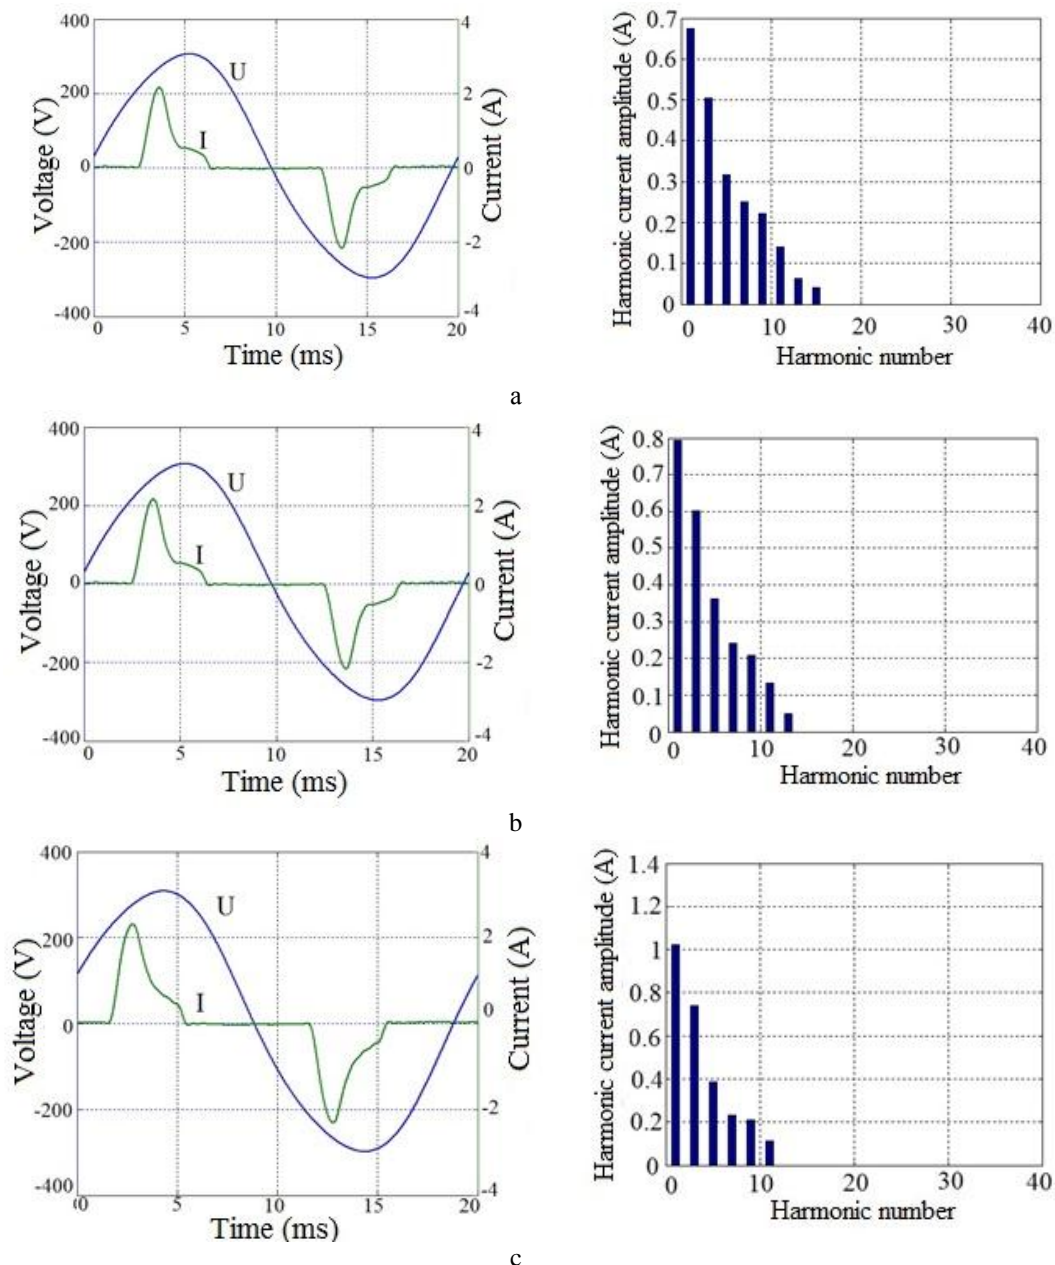 400
200
0
-200
-400
Voltage (V)
U
I
4
2
0
-2
-4
Current (A)
0 5 10 15 20
Time (ms)
Harmonic current amplitude (A)
0.7
0.6
0.5
0.4
0.3
0.2
0.1
0
0 10 20 30 40
Harmonic number
a
400
200
0
-200
-400
Voltage (V)
U
I
4
2
0
-2
-4
Current (A)
0 5 10 15 20
Time (ms)
Harmonic current amplitude (A)
0.8
0.7
0.6
0.5
0.4
0.3
0.2
0.1
0
0 10 20 30 40
Harmonic number
b
400
200
0
-200
-400
Voltage (V)
U
I
4
2
0
-2
-4
Current (A)
0 5 10 15 20
Time (ms)
Harmonic current amplitude (A)
1.4
1.2
1
0.8
0.6
0.4
0.2
0
0 10 20 30 40
Harmonic number
c